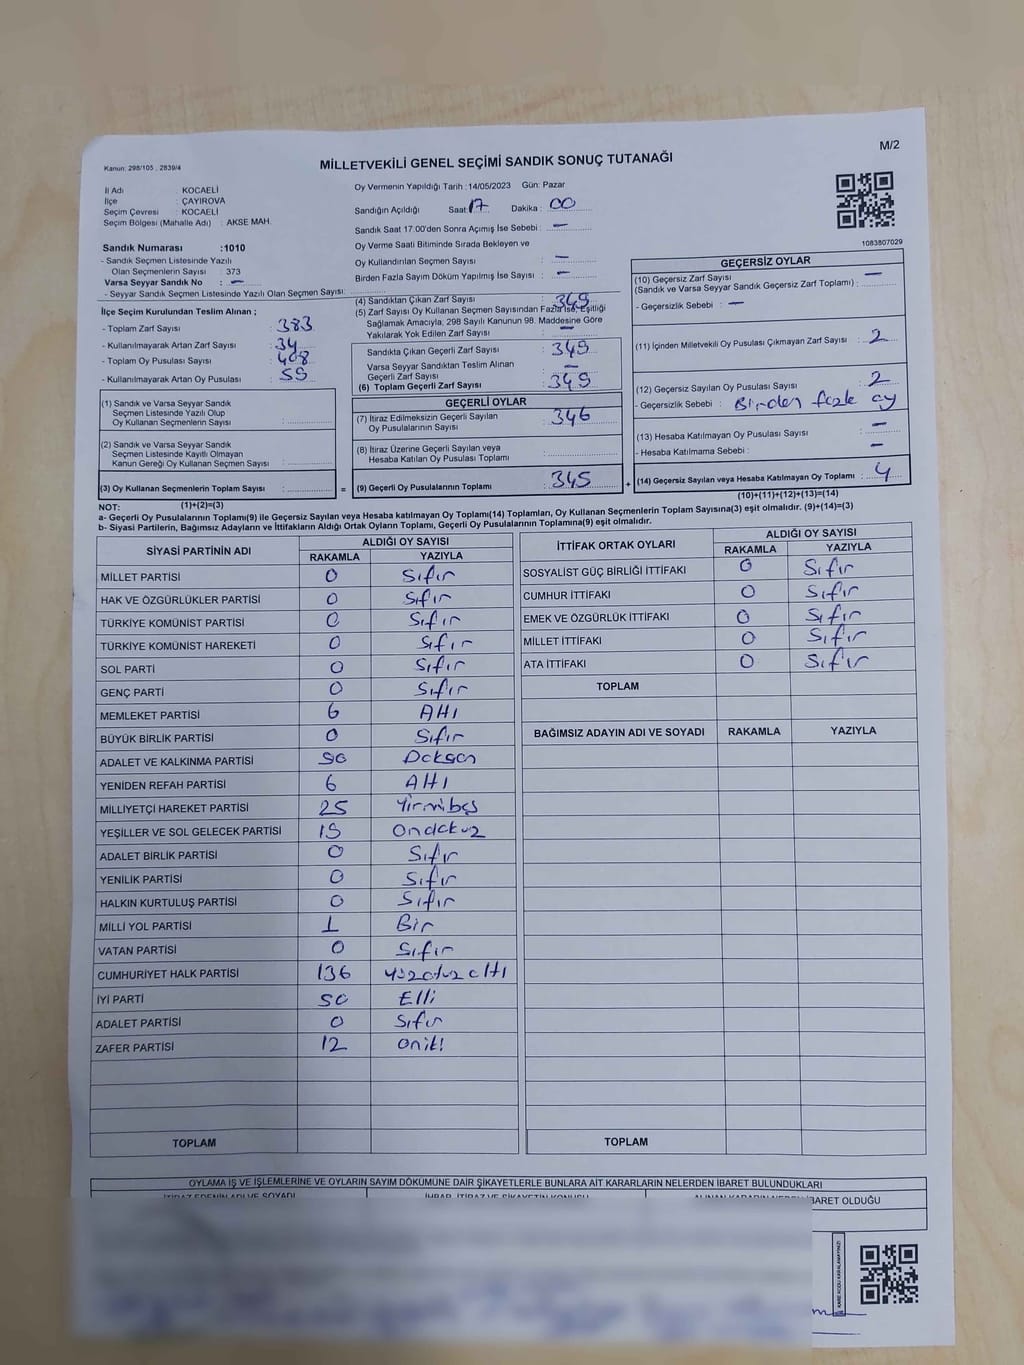 M/2
Kanun: 298/105 , 2839/4
MİLLETVEKİLİ GENEL SEÇİMİ SANDIK SONUÇ TUTANAĞI
İl Adı : KOCAELİ
İlçe : ÇAYIROVA
Seçim Çevresi : KOCAELİ
Seçim Bölgesi (Mahalle Adı) : AKSE MAH.
Sandık Numarası :1010
- Sandık Seçmen Listesinde Yazılı
Olan Seçmenlerin Sayısı : 373
Varsa Seyyar Sandık No : -
- Seyyar Sandık Seçmen Listesinde Yazılı Olan Seçmen Sayısı:
İlçe Seçim Kurulundan Teslim Alınan ;
- Toplam Zarf Sayısı : 383
- Kullanılmayarak Artan Zarf Sayısı : 34
- Toplam Oy Pusulası Sayısı : 408
- Kullanılmayarak Artan Oy Pusulası : 59
(1) Sandık ve Varsa Seyyar Sandık
Seçmen Listesinde Yazılı Olup
Oy Kullanan Seçmenlerin Sayısı :
(2) Sandık ve Varsa Seyyar Sandık
Seçmen Listesinde Kayıtlı Olmayan
Kanun Gereği Oy Kullanan Seçmen Sayısı :
(3) Oy Kullanan Seçmenlerin Toplam Sayısı : =
Oy Vermenin Yapıldığı Tarih :14/05/2023 Gün: Pazar
Sandığın Açıldığı Saat: 17 Dakika : 00
Sandık Saat 17.00'den Sonra Açımış İse Sebebi : -
Oy Verme Saati Bitiminde Sırada Bekleyen ve
Oy Kullandırılan Seçmen Sayısı : -
Birden Fazla Sayım Döküm Yapılmış İse Sayısı : -
(4) Sandıktan Çıkan Zarf Sayısı : 349
(5) Zarf Sayısı Oy Kullanan Seçmen Sayısından Fazla İse, Eşitliği
Sağlamak Amacıyla, 298 Sayılı Kanunun 98. Maddesine Göre
Yakılarak Yok Edilen Zarf Sayısı : -
Sandıkta Çıkan Geçerli Zarf Sayısı : 349
Varsa Seyyar Sandıktan Teslim Alınan
Geçerli Zarf Sayısı : -
(6) Toplam Geçerli Zarf Sayısı : 349
GEÇERLİ OYLAR
(7) İtiraz Edilmeksizin Geçerli Sayılan
Oy Pusulalarının Sayısı : 346
(8) İtiraz Üzerine Geçerli Sayılan veya
Hesaba Katılan Oy Pusulası Toplamı :
(9) Geçerli Oy Pusulalarının Toplamı : 345 +
1083807029
GEÇERSİZ OYLAR
(10) Geçersiz Zarf Sayısı
(Sandık ve Varsa Seyyar Sandık Geçersiz Zarf Toplamı) : -
- Geçersizlik Sebebi : -
(11) İçinden Milletvekili Oy Pusulası Çıkmayan Zarf Sayısı : 2
(12) Geçersiz Sayılan Oy Pusulası Sayısı : 2
- Geçersizlik Sebebi : Birden fazla oy
(13) Hesaba Katılmayan Oy Pusulası Sayısı : -
- Hesaba Katılmama Sebebi : -
(14) Geçersiz Sayılan veya Hesaba Katılmayan Oy Toplamı : 4
NOT: (1)+(2)=(3) (10)+(11)+(12)+(13)=(14)
a- Geçerli Oy Pusulalarının Toplamı(9) ile Geçersiz Sayılan veya Hesaba katılmayan Oy Toplamı(14) Toplamları, Oy Kullanan Seçmenlerin Toplam Sayısına(3) eşit olmalıdır. (9)+(14)=(3)
b- Siyasi Partilerin, Bağımsız Adayların ve İttifakların Aldığı Ortak Oyların Toplamı, Geçerli Oy Pusulalarının Toplamına(9) eşit olmalıdır.
SİYASİ PARTİNİN ADI ALDIĞI OY SAYISI
RAKAMLA YAZIYLA
MİLLET PARTİSİ 0 Sıfır
HAK VE ÖZGÜRLÜKLER PARTİSİ 0 Sıfır
TÜRKİYE KOMÜNİST PARTİSİ 0 Sıfır
TÜRKİYE KOMÜNİST HAREKETİ 0 Sıfır
SOL PARTİ 0 Sıfır
GENÇ PARTİ 0 Sıfır
MEMLEKET PARTİSİ 6 Altı
BÜYÜK BİRLİK PARTİSİ 0 Sıfır
ADALET VE KALKINMA PARTİSİ 90 Doksan
YENİDEN REFAH PARTİSİ 6 Altı
MİLLİYETÇİ HAREKET PARTİSİ 25 Yirmibeş
YEŞİLLER VE SOL GELECEK PARTİSİ 19 Ondokuz
ADALET BİRLİK PARTİSİ 0 Sıfır
YENİLİK PARTİSİ 0 Sıfır
HALKIN KURTULUŞ PARTİSİ 0 Sıfır
MİLLİ YOL PARTİSİ 1 Bir
VATAN PARTİSİ 0 Sıfır
CUMHURİYET HALK PARTİSİ 136 Yüzotuzaltı
İYİ PARTİ 50 Elli
ADALET PARTİSİ 0 Sıfır
ZAFER PARTİSİ 12 Oniki
TOPLAM
İTTİFAK ORTAK OYLARI ALDIĞI OY SAYISI
RAKAMLA YAZIYLA
SOSYALİST GÜÇ BİRLİĞİ İTTİFAKI 0 Sıfır
CUMHUR İTTİFAKI 0 Sıfır
EMEK VE ÖZGÜRLÜK İTTİFAKI 0 Sıfır
MİLLET İTTİFAKI 0 Sıfır
ATA İTTİFAKI 0 Sıfır
TOPLAM
BAĞIMSIZ ADAYIN ADI VE SOYADI RAKAMLA YAZIYLA
TOPLAM
OYLAMA İŞ VE İŞLEMLERİNE VE OYLARIN SAYIM DÖKÜMÜNE DAİR ŞİKAYETLERLE BUNLARA AİT KARARLARIN NELERDEN İBARET BULUNDUKLARI
İTİRAZ EDENİN ADI VE SOYADI İHBAR, İTİRAZ VE ŞİKAYETİN KONUSU ALINAN KARARIN NEDEN İBARET OLDUĞU